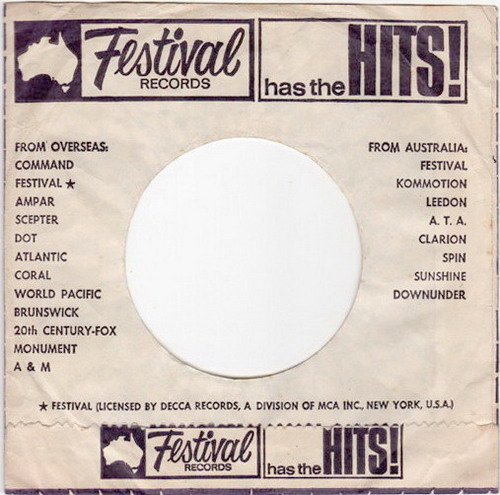 Festival
RECORDS
has the HITS!
FROM OVERSEAS:
COMMAND
FESTIVAL ★
AMPAR
SCEPTER
DOT
ATLANTIC
CORAL
WORLD PACIFIC
BRUNSWICK
20th CENTURY-FOX
MONUMENT
A & M
FROM AUSTRALIA:
FESTIVAL
KOMMOTION
LEEDON
A. T. A.
CLARION
SPIN
SUNSHINE
DOWNUNDER
★ FESTIVAL (LICENSED BY DECCA RECORDS, A DIVISION OF MCA INC., NEW YORK, U.S.A.)
Festival
RECORDS
has the HITS!